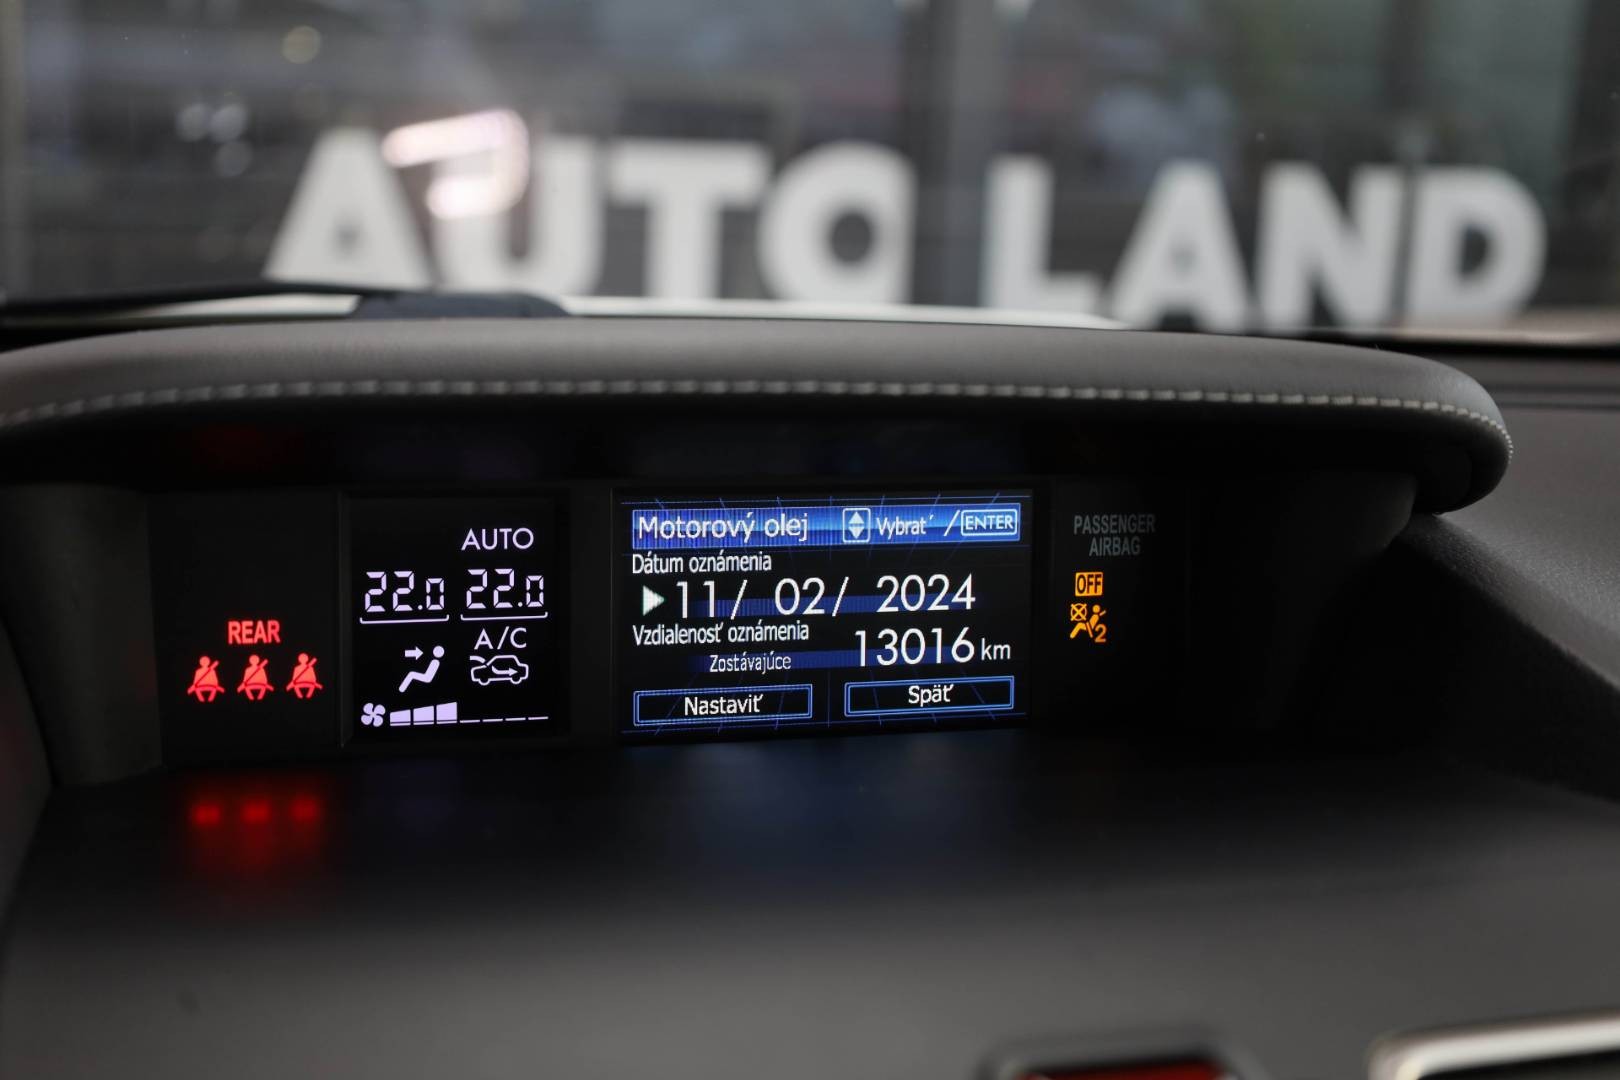 AUTO LAND
REAR
AUTO
22.0 22.0
A/C
Motorový olej Vybrať /ENTER
Dátum oznámenia
11/ 02/ 2024
Vzdialenosť oznámenia
Zostávajúce 13016 km
Nastaviť Späť
PASSENGER
AIRBAG
OFF
2